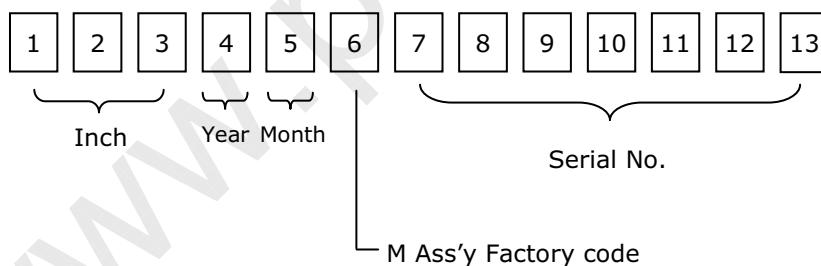 1 2 3 4 5 6 7 8 9 10 11 12 13
Inch Year Month Serial No.
M Ass'y Factory code